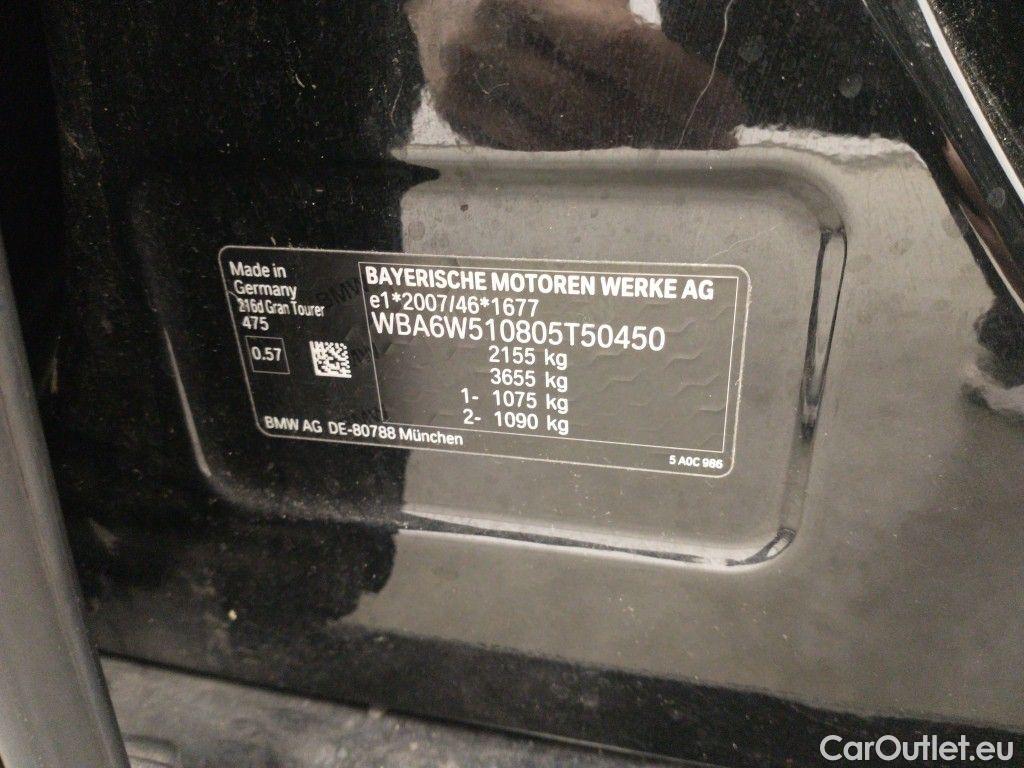 Made in
Germany
216d Gran Tourer
475
0.57
BAYERISCHE MOTOREN WERKE AG
e1*2007/46*1677
WBA6W510805T50450
2155 kg
3655 kg
1- 1075 kg
2- 1090 kg
BMW AG DE-80788 München
5 A0C 986
CarOutlet.eu